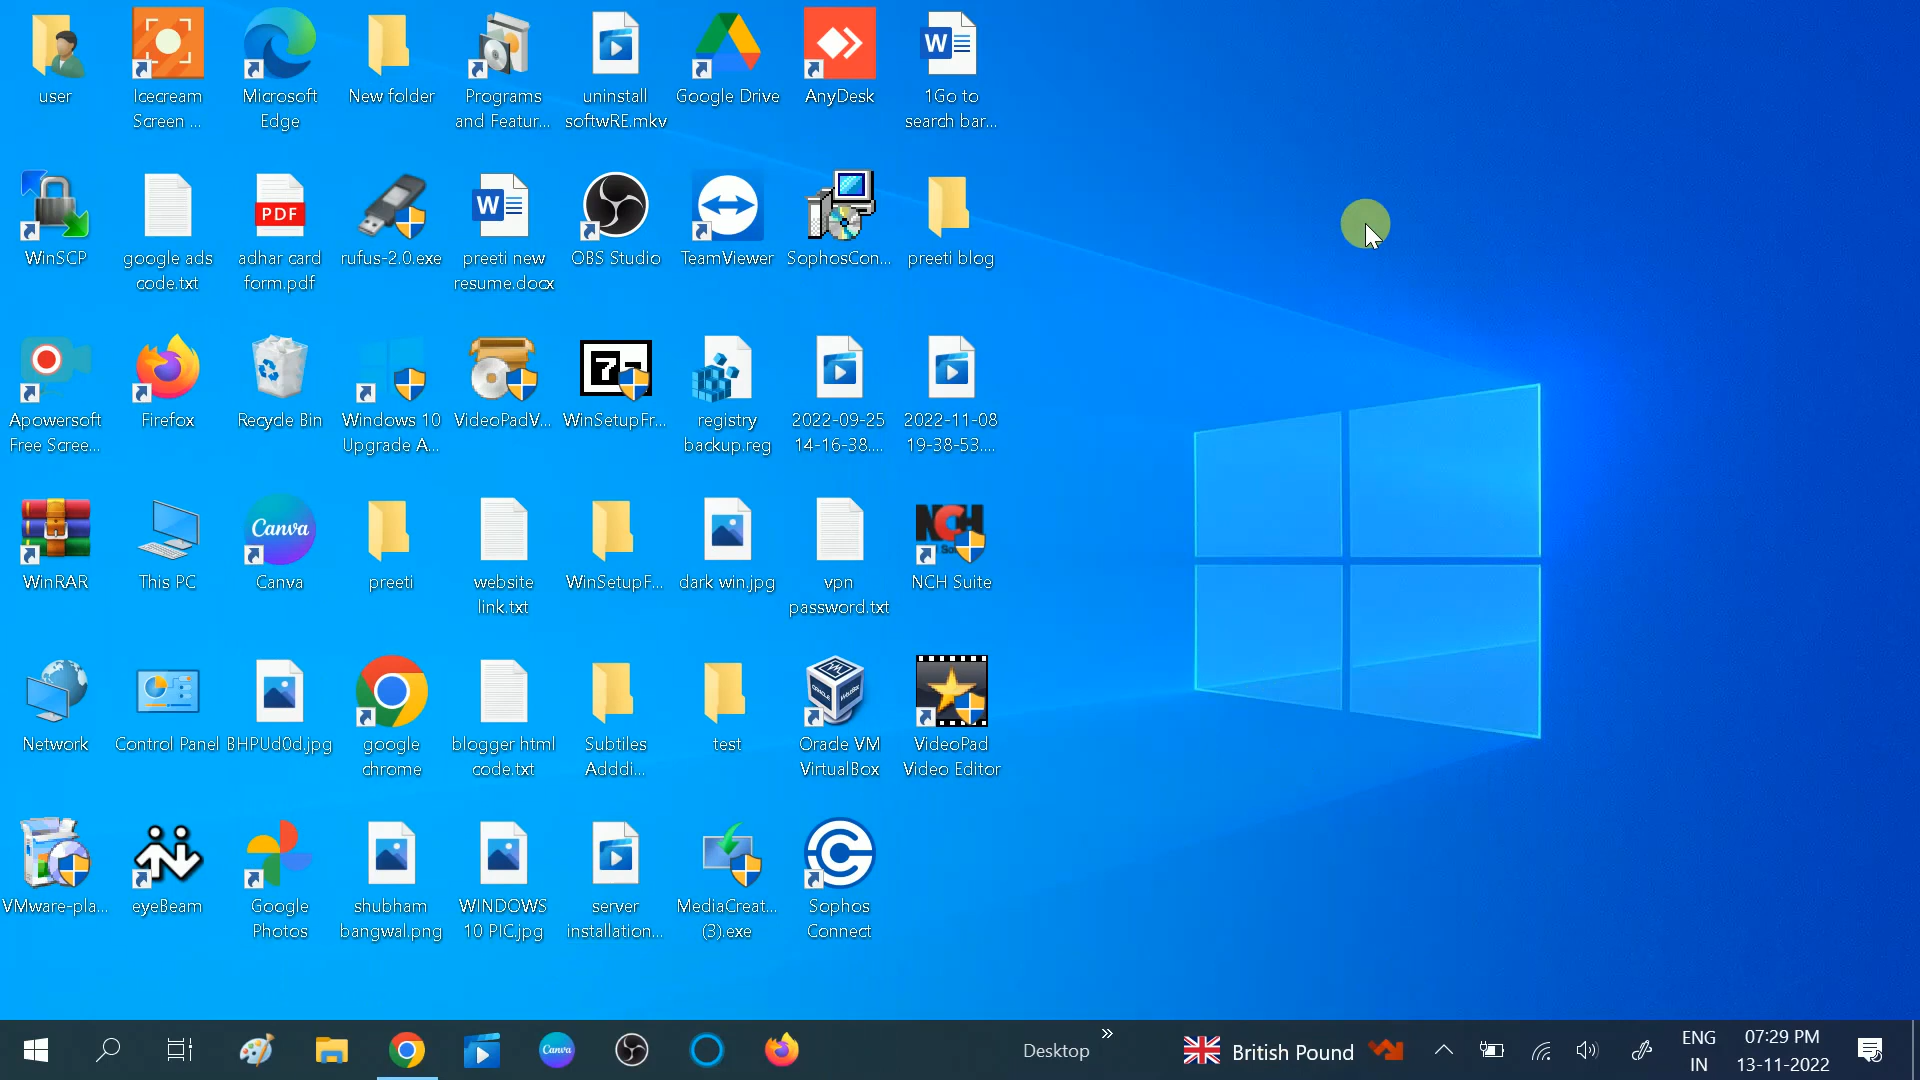 user
Icecream
Screen ...
Microsoft
Edge
New folder
Programs
and Featur...
uninstall
softwRE.mkv
Google Drive
AnyDesk
W
1Go to
search bar...
WinSCP
google ads
code.txt
PDF
adhar card
form.pdf
rufus-2.0.exe
W
preeti new
resume.docx
OBS Studio
TeamViewer
SophosCon...
preeti blog
Apowersoft
Free Scree...
Firefox
Recycle Bin
Windows 10
Upgrade A...
VideoPadV...
WinSetupFr...
registry
backup.reg
2022-09-25
14-16-38....
2022-11-08
19-38-53....
WinRAR
This PC
Canva
Canva
preeti
website
link.txt
WinSetupF...
dark win.jpg
vpn
password.txt
NCH
NCH Suite
Network
Control Panel
BHPUd0d.jpg
google
chrome
blogger html
code.txt
Subtiles
Adddi...
test
Oracle VM
VirtualBox
VideoPad
Video Editor
VMware-pla...
eyeBeam
Google
Photos
shubham
bangwal.png
WINDOWS
10 PIC.jpg
server
installation...
MediaCreat...
(3).exe
Sophos
Connect
Canva
Desktop
British Pound
ENG
IN
07:29 PM
13-11-2022